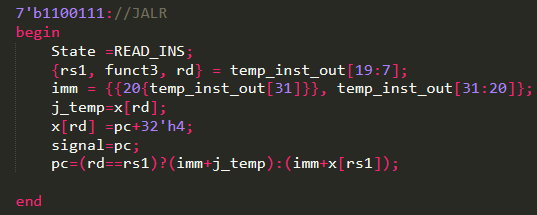 7'b1100111://JALR
begin
State =READ_INS;
{rs1, funct3, rd} = temp_inst_out[19:7];
imm = {{20{temp_inst_out[31]}}, temp_inst_out[31:20]};
j_temp=x[rd];
x[rd] =pc+32'h4;
signal=pc;
pc=(rd==rs1)?(imm+j_temp):(imm+x[rs1]);
end